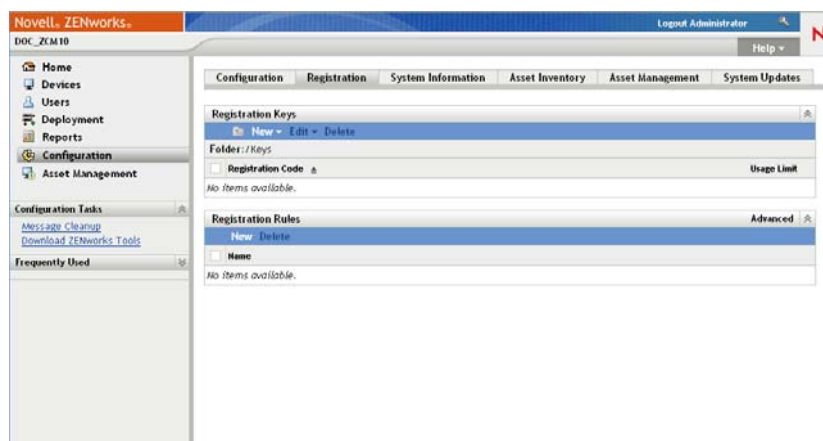 Novell® ZENworks®
Logout Administrator
DOC_ZCM10
Help
N
Home
Devices
Users
Deployment
Reports
Configuration
Asset Management
Configuration Tasks
Message Cleanup
Download ZENworks Tools
Frequently Used
Configuration Registration System Information Asset Inventory Asset Management System Updates
Registration Keys
New Edit Delete
Folder:/Keys
Registration Code Usage Limit
No items available.
Registration Rules Advanced
New Delete
Name
No items available.